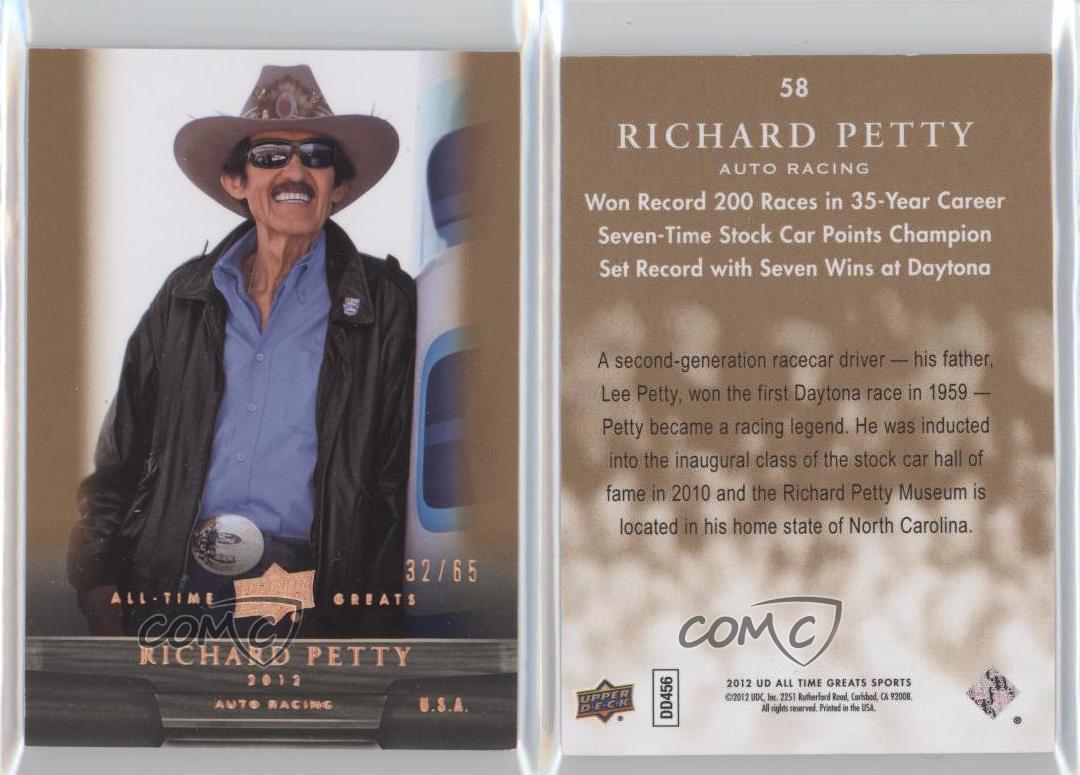 Ford
32/65
ALL-TIME GREATS
COMC
RICHARD PETTY
2012
AUTO RACING U.S.A.
58
RICHARD PETTY
AUTO RACING
Won Record 200 Races in 35-Year Career
Seven-Time Stock Car Points Champion
Set Record with Seven Wins at Daytona
A second-generation racecar driver — his father,
Lee Petty, won the first Daytona race in 1959 —
Petty became a racing legend. He was inducted
into the inaugural class of the stock car hall of
fame in 2010 and the Richard Petty Museum is
located in his home state of North Carolina.
COMC
UPPER DECK
DD456
2012 UD ALL TIME GREATS SPORTS
©2012 UDC, Inc. 2251 Rutherford Road, Carlsbad, CA 92008.
All rights reserved. Printed in the USA.